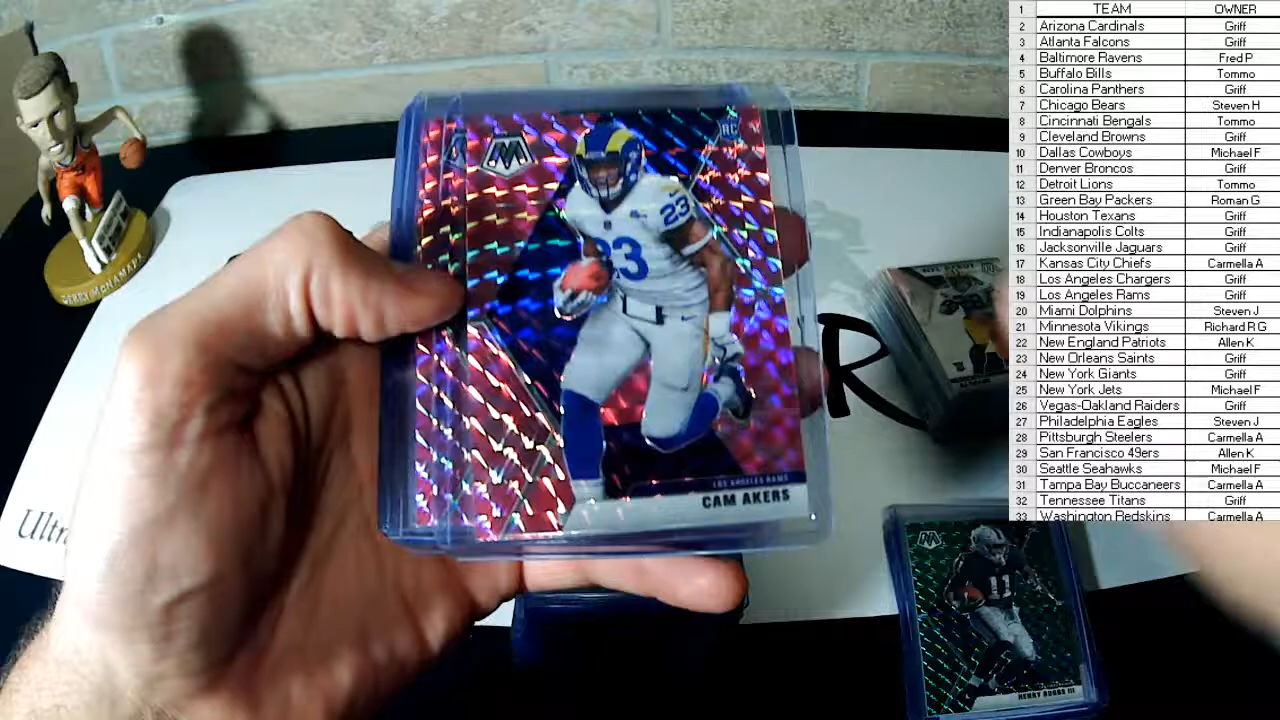 TEAM OWNER
1
2 Arizona Cardinals Griff
3 Atlanta Falcons Griff
4 Baltimore Ravens Fred P
5 Buffalo Bills Tommo
6 Carolina Panthers Griff
7 Chicago Bears Steven H
8 Cincinnati Bengals Tommo
9 Cleveland Browns Griff
10 Dallas Cowboys Michael F
11 Denver Broncos Griff
12 Detroit Lions Tommo
13 Green Bay Packers Roman G
14 Houston Texans Griff
15 Indianapolis Colts Griff
16 Jacksonville Jaguars Griff
17 Kansas City Chiefs Carmella A
18 Los Angeles Chargers Griff
19 Los Angeles Rams Griff
20 Miami Dolphins Steven J
21 Minnesota Vikings Richard R G
22 New England Patriots Allen K
23 New Orleans Saints Griff
24 New York Giants Griff
25 New York Jets Michael F
26 Vegas-Oakland Raiders Griff
27 Philadelphia Eagles Steven J
28 Pittsburgh Steelers Carmella A
29 San Francisco 49ers Allen K
30 Seattle Seahawks Michael F
31 Tampa Bay Buccaneers Carmella A
32 Tennessee Titans Griff
33 Washington Redskins Carmella A
RC
M
23
23
LOS ANGELES RAMS
CAM AKERS
R
Ultr
11
HENRY RUGGS III